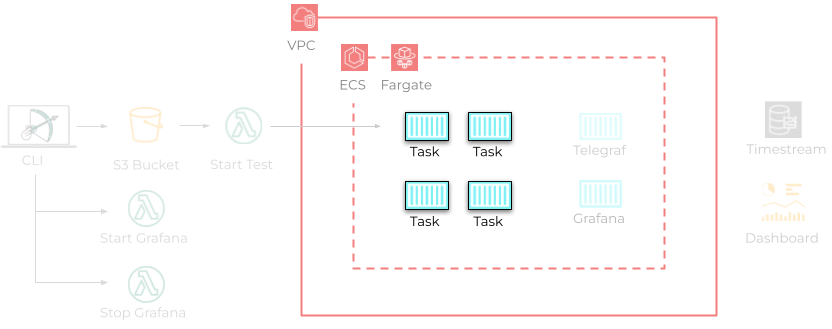 VPC
ECS Fargate
Task Task
Telegraf
Timestream
CLI
S3 Bucket
Start Test
Task Task
Grafana
Start Grafana
Dashboard
Stop Grafana